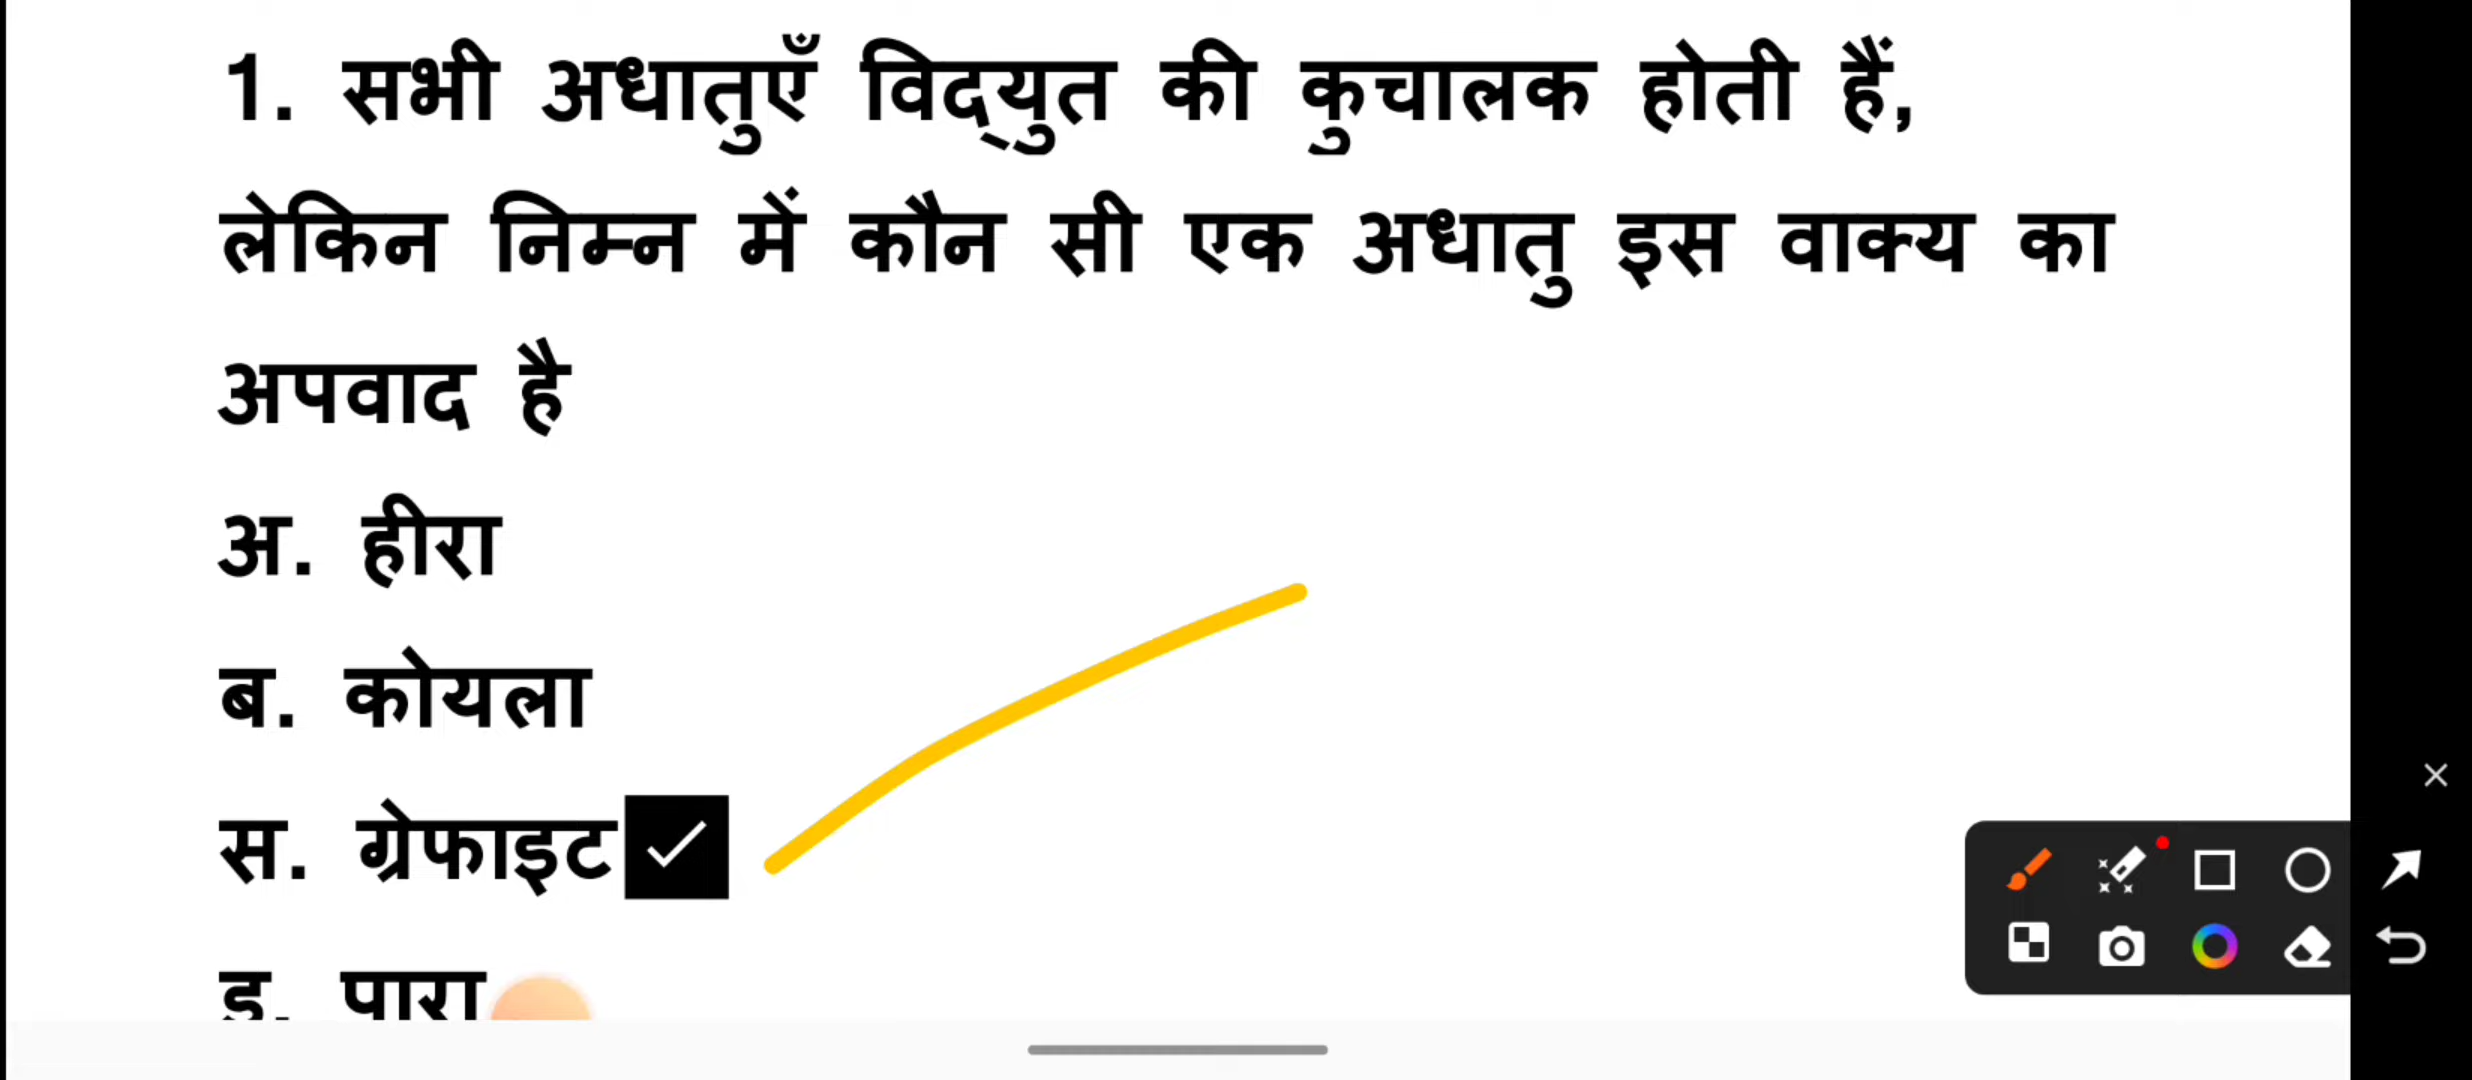 1. सभी अधातुएँ विद्‌युत की कुचालक होती हैं,
लेकिन निम्न में कौन सी एक अधातु इस वाक्य का
अपवाद है
अ. हीरा
ब. कोयला
स. ग्रेफाइट
ड. पारा